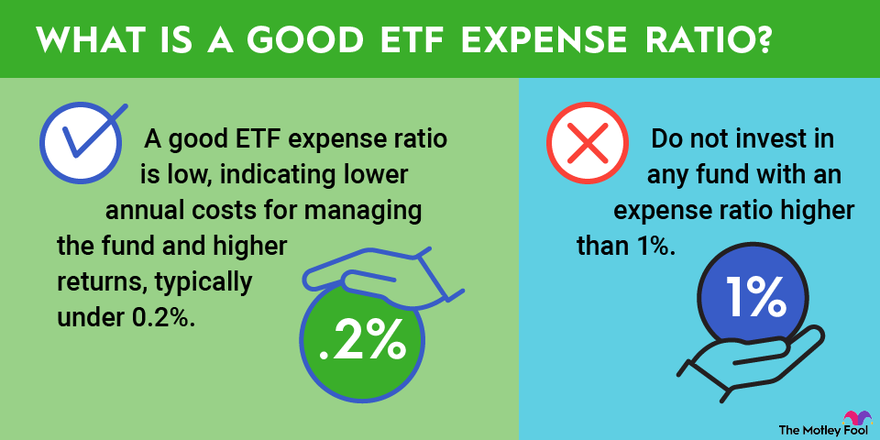 WHAT IS A GOOD ETF EXPENSE RATIO?
A good ETF expense ratio
is low, indicating lower
annual costs for managing
the fund and higher
returns, typically
under 0.2%.
.2%
Do not invest in
any fund with an
expense ratio higher
than 1%.
1%
The Motley Fool